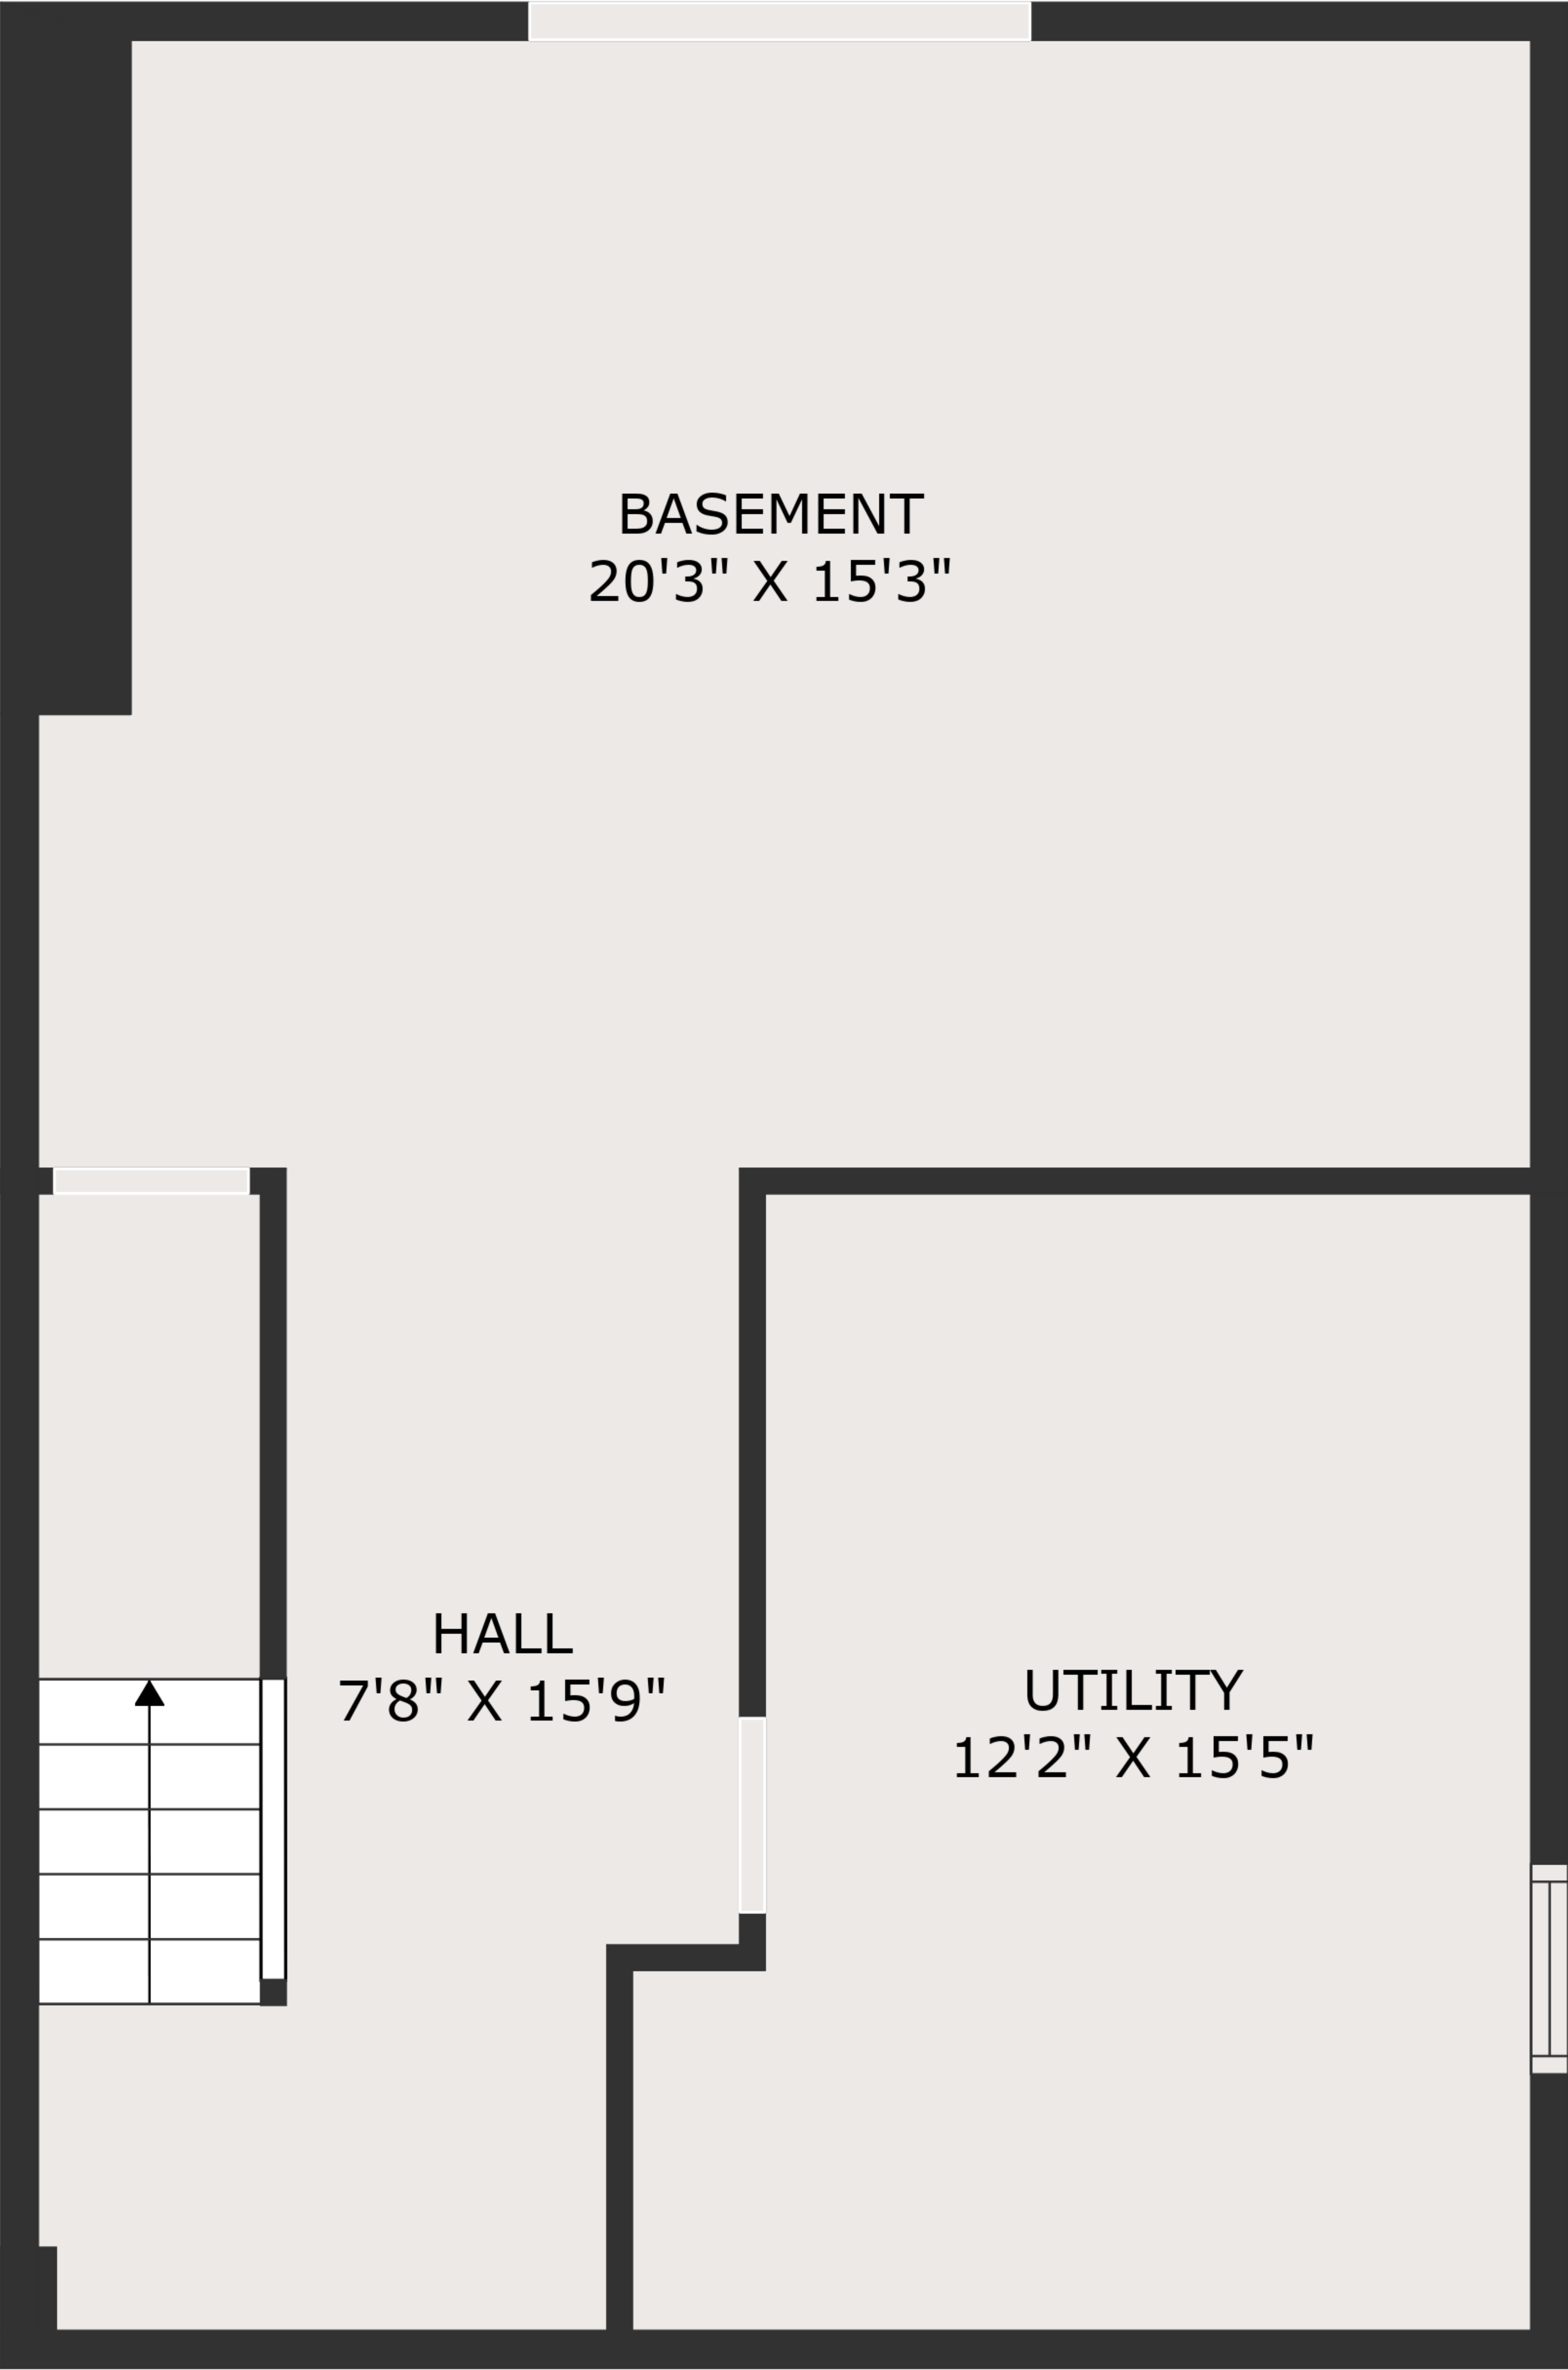 BASEMENT
20'3" X 15'3"
HALL
7'8" X 15'9"
UTILITY
12'2" X 15'5"